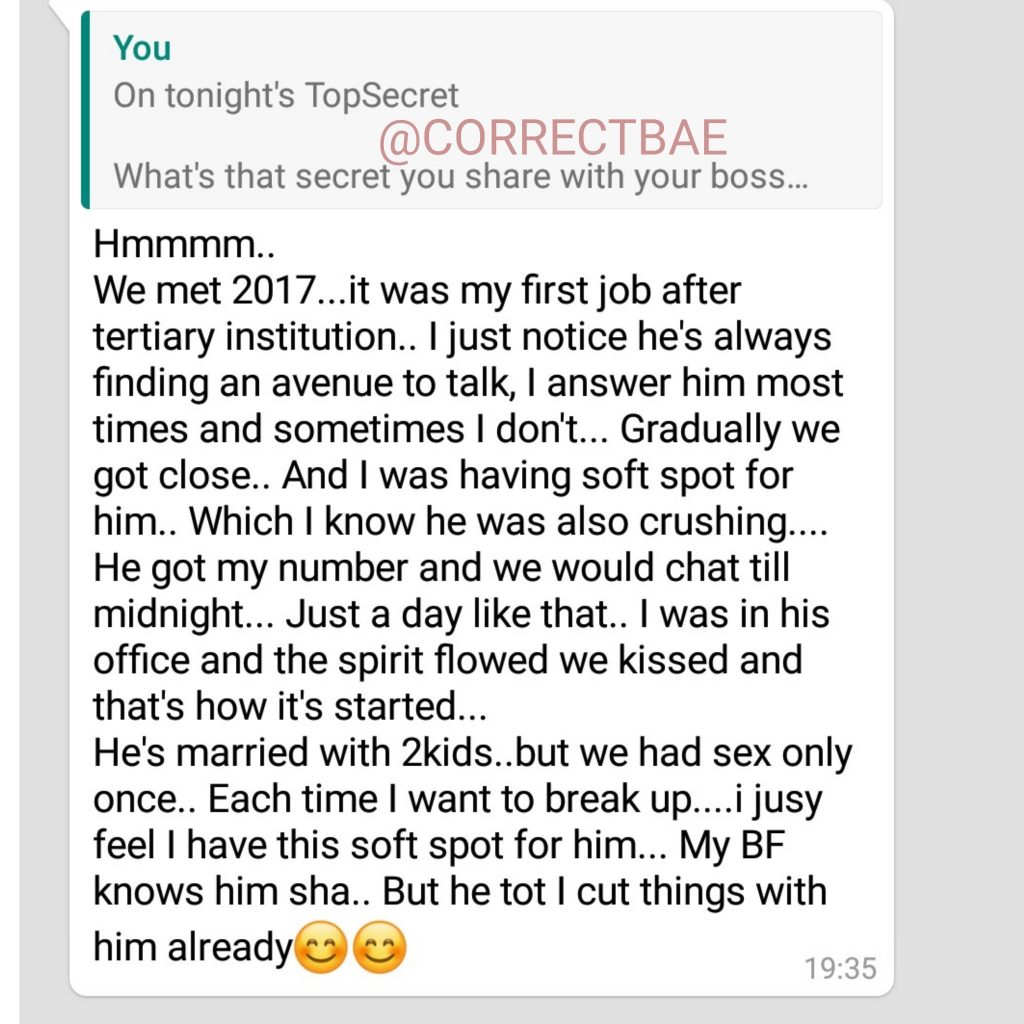 You
On tonight's TopSecret
@CORRECTBAE
What's that secret you share with your boss...
Hmmmm..
We met 2017...it was my first job after
tertiary institution.. I just notice he's always
finding an avenue to talk, I answer him most
times and sometimes I don't... Gradually we
got close.. And I was having soft spot for
him.. Which I know he was also crushing....
He got my number and we would chat till
midnight... Just a day like that.. I was in his
office and the spirit flowed we kissed and
that's how it's started...
He's married with 2kids..but we had sex only
once.. Each time I want to break up....i jusy
feel I have this soft spot for him... My BF
knows him sha.. But he tot I cut things with
him already😊😊
19:35